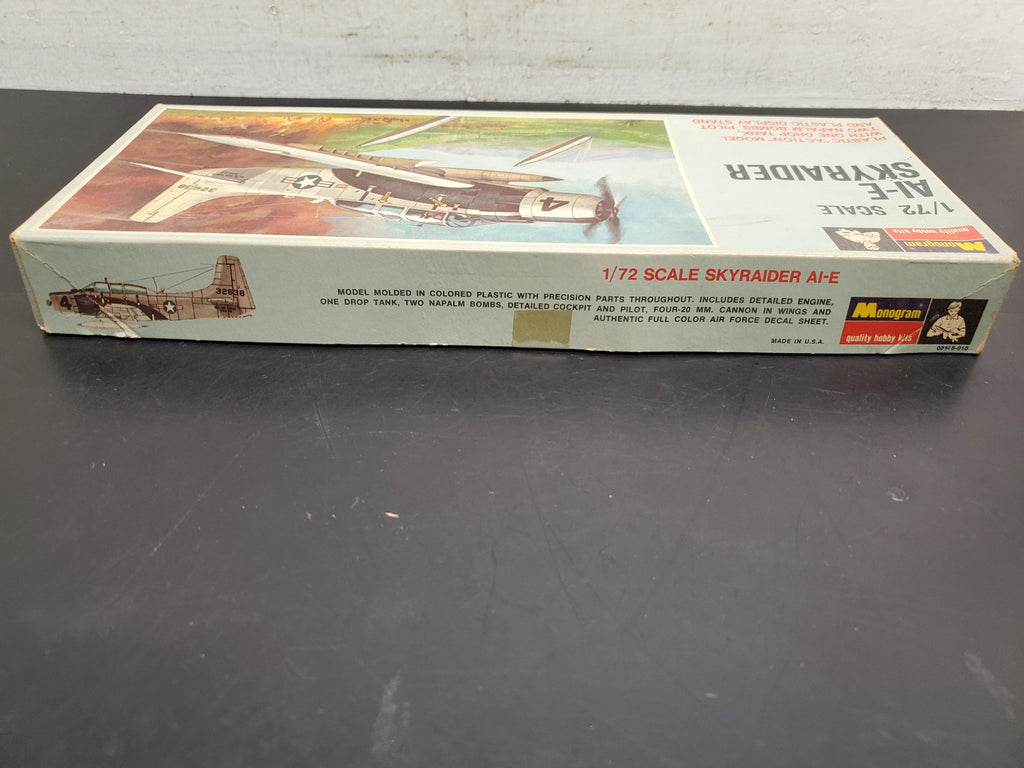 1/72 SCALE
AI-E
SKYRAIDER
PLASTIC "ACTION" MODEL
WITH ONE DROP TANK,
TWO NAPALM BOMBS, PILOT
AND PLASTIC DISPLAY STAND
Monogram
quality hobby kits
32638
4
1/72 SCALE SKYRAIDER AI-E
MODEL MOLDED IN COLORED PLASTIC WITH PRECISION PARTS THROUGHOUT. INCLUDES DETAILED ENGINE,
ONE DROP TANK, TWO NAPALM BOMBS, DETAILED COCKPIT AND PILOT, FOUR-20 MM. CANNON IN WINGS AND
AUTHENTIC FULL COLOR AIR FORCE DECAL SHEET.
MADE IN U.S.A.
32638
4
Monogram
quality hobby kits